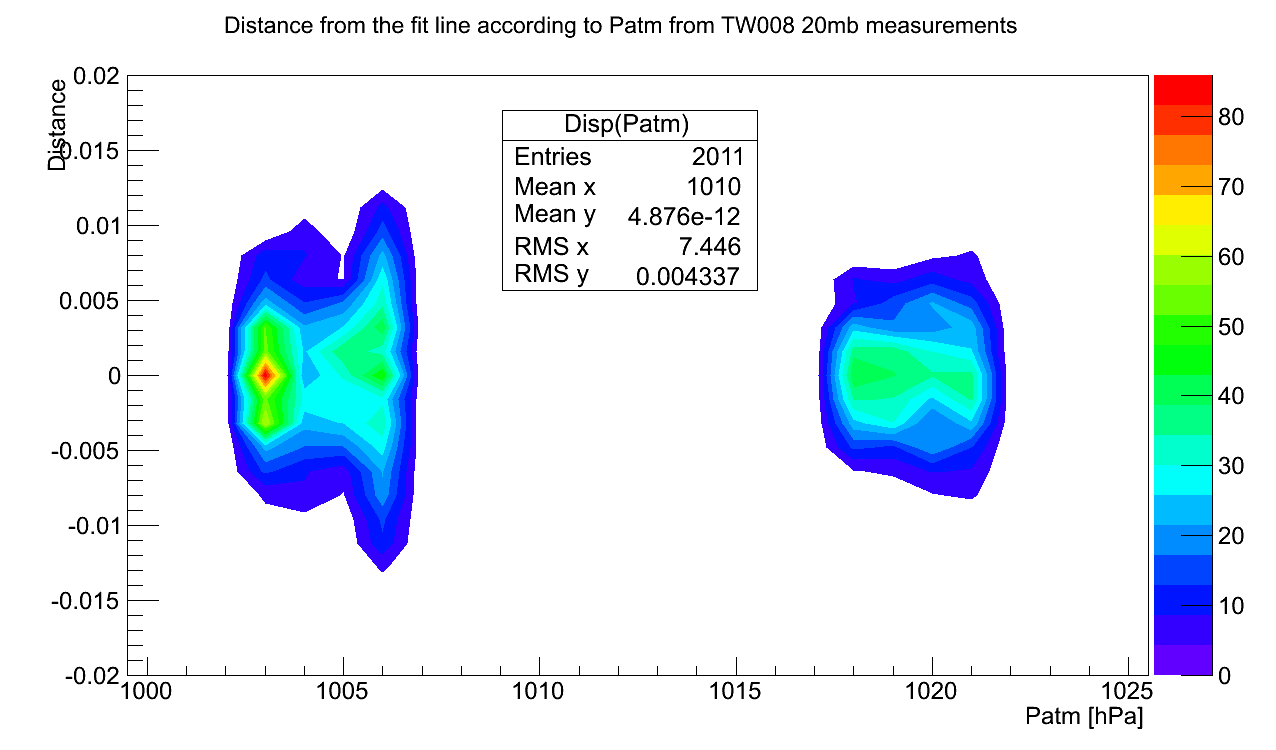 Distance from the fit line according to Patm from TW008 20mb measurements
Distance
0.02
0.015
0.01
0.005
0
-0.005
-0.01
-0.015
-0.02
Disp(Patm)
Entries 2011
Mean x 1010
Mean y 4.876e-12
RMS x 7.446
RMS y 0.004337
80
70
60
50
40
30
20
10
0
1000 1005 1010 1015 1020 1025
Patm [hPa]